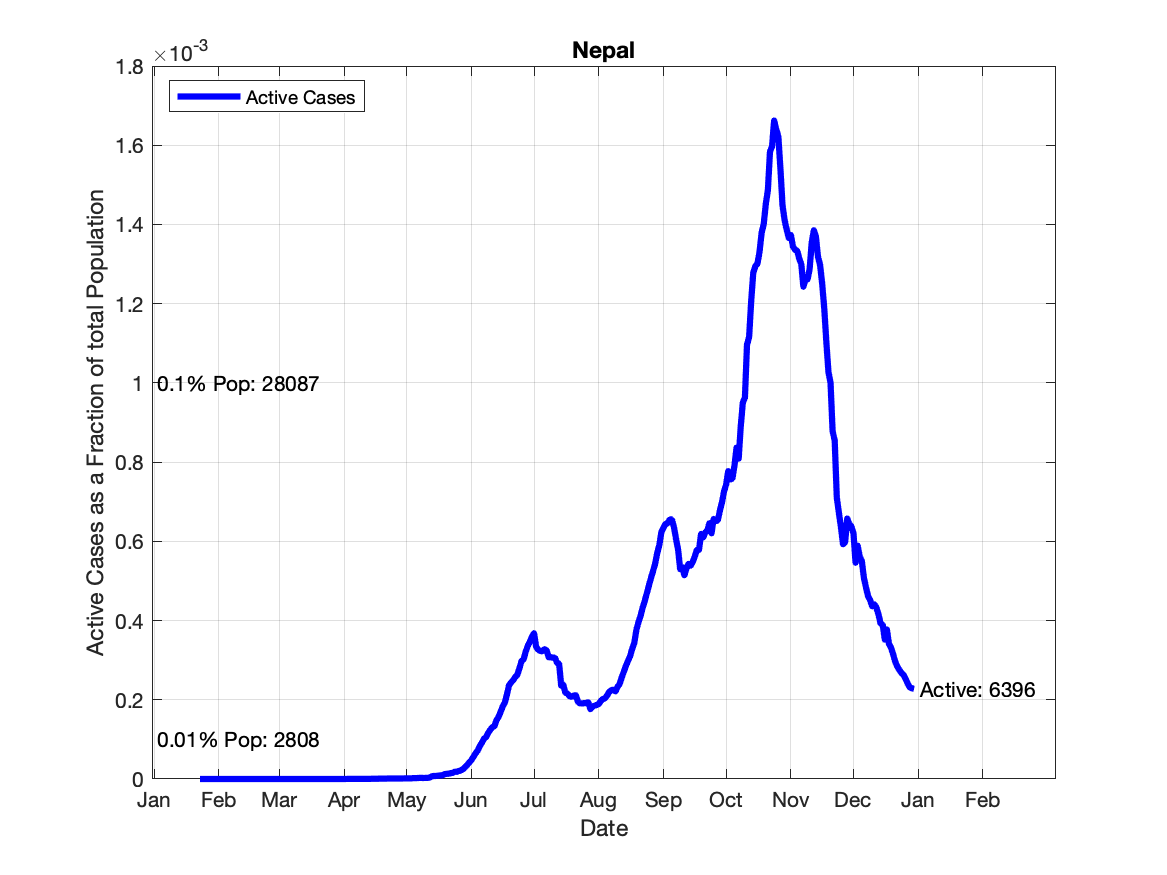 Nepal
×10-3
1.8
1.6
1.4
1.2
1
0.8
0.6
0.4
0.2
0
Active Cases as a Fraction of total Population
Active Cases
0.1% Pop: 28087
0.01% Pop: 2808
Active: 6396
Jan Feb Mar Apr May Jun Jul Aug Sep Oct Nov Dec Jan Feb
Date